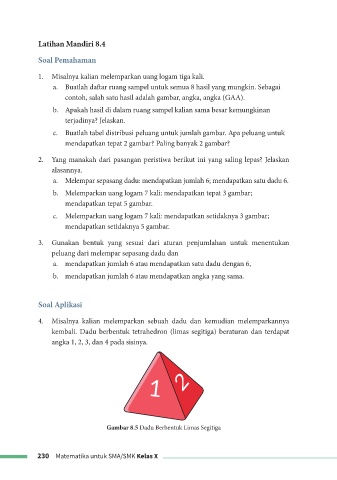 Latihan Mandiri 8.4
Soal Pemahaman
1. Misalnya kalian melemparkan uang logam tiga kali.
a. Buatlah daftar ruang sampel untuk semua 8 hasil yang mungkin. Sebagai
contoh, salah satu hasil adalah gambar, angka, angka (GAA).
b. Apakah hasil di dalam ruang sampel kalian sama besar kemungkinan
terjadinya? Jelaskan.
c. Buatlah tabel distribusi peluang untuk jumlah gambar. Apa peluang untuk
mendapatkan tepat 2 gambar? Paling banyak 2 gambar?
2. Yang manakah dari pasangan peristiwa berikut ini yang saling lepas? Jelaskan
alasannya.
a. Melempar sepasang dadu: mendapatkan jumlah 6; mendapatkan satu dadu 6.
b. Melemparkan uang logam 7 kali: mendapatkan tepat 3 gambar;
mendapatkan tepat 5 gambar.
c. Melemparkan uang logam 7 kali: mendapatkan setidaknya 3 gambar;
mendapatkan setidaknya 5 gambar.
3. Gunakan bentuk yang sesuai dari aturan penjumlahan untuk menentukan
peluang dari melempar sepasang dadu dan
a. mendapatkan jumlah 6 atau mendapatkan satu dadu dengan 6,
b. mendapatkan jumlah 6 atau mendapatkan angka yang sama.
Soal Aplikasi
4. Misalnya kalian melemparkan sebuah dadu dan kemudian melemparkannya
kembali. Dadu berbentuk tetrahedron (limas segitiga) beraturan dan terdapat
angka 1, 2, 3, dan 4 pada sisinya.
1 2
Gambar 8.5 Dadu Berbentuk Limas Segitiga
230 Matematika untuk SMA/SMK Kelas X